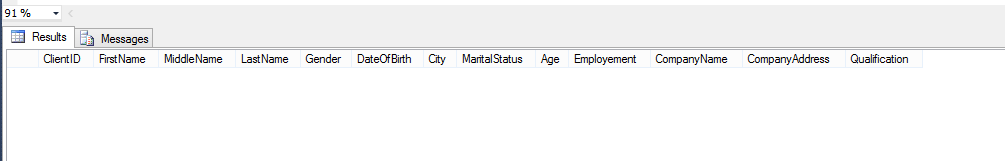 91 %
Results Messages
ClientID FirstName MiddleName LastName Gender DateOfBirth City MaritalStatus Age Employement CompanyName CompanyAddress Qualification